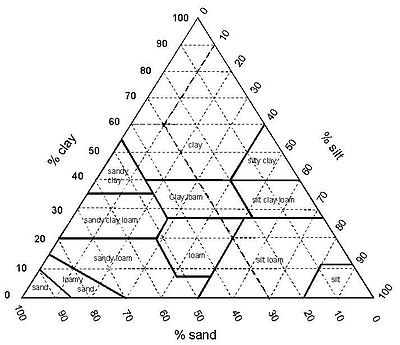 100
0
90
10
80
20
70
30
60
40
% clay
% silt
50
clay
silty clay
50
40
sandy
clay
60
30
Clay loam
silt clay loam
70
20
sandy clay loam
80
10
sandy loam
loam
silt loam
90
0
sand
loamy
sand
silt
100
100
90
80
70
60
50
40
30
20
10
0
% sand